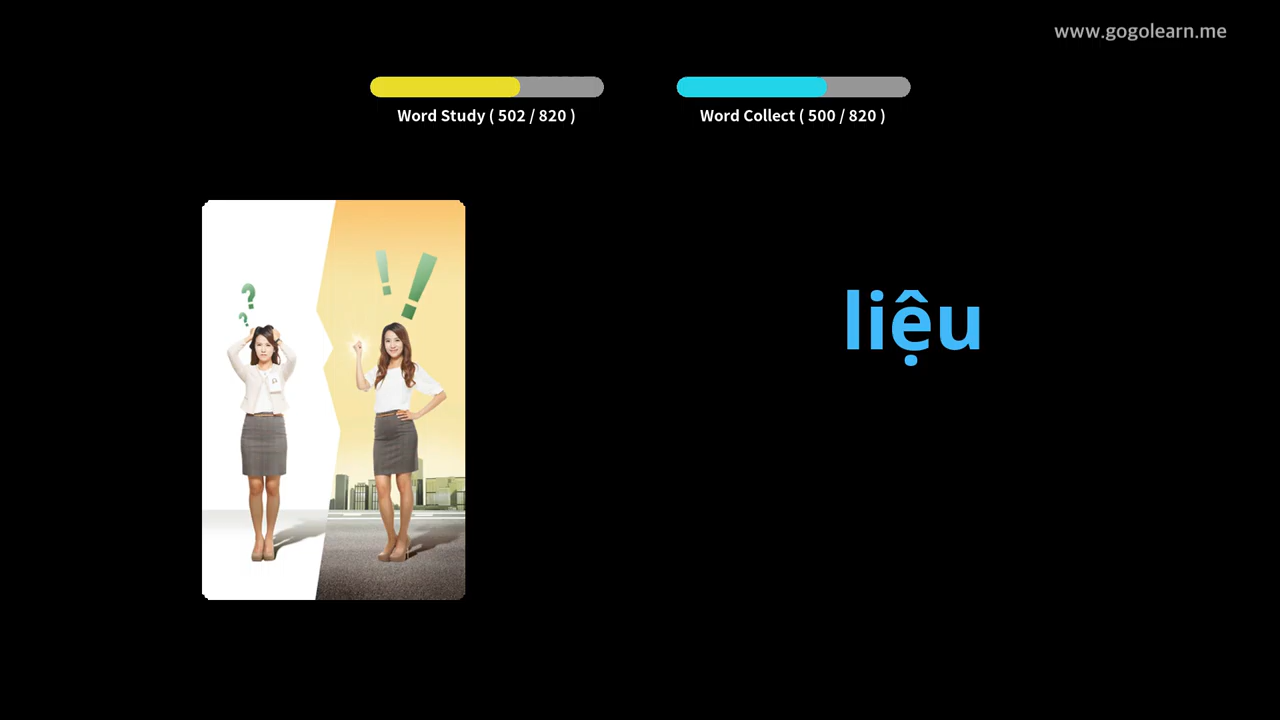 www.gogolearn.me
Word Study ( 502 / 820 )
Word Collect ( 500 / 820 )
? ?
! !
liệu